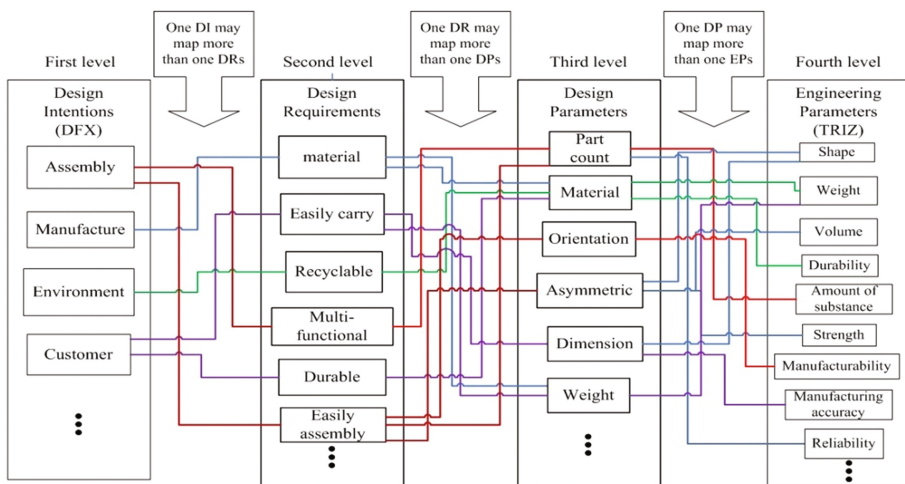 One DI may
map more
than one DRs
One DR may
map more
than one DPs
One DP may
map more
than one EPs
First level
Second level
Third level
Fourth level
Design
Intentions
(DFX)
Assembly
Manufacture
Environment
Customer
Design
Requirements
material
Easily carry
Recyclable
Multi-
functional
Durable
Easily
assembly
Design
Parameters
Part
count
Material
Orientation
Asymmetric
Dimension
Weight
Engineering
Parameters
(TRIZ)
Shape
Weight
Volume
Durability
Amount of
substance
Strength
Manufacturability
Manufacturing
accuracy
Reliability